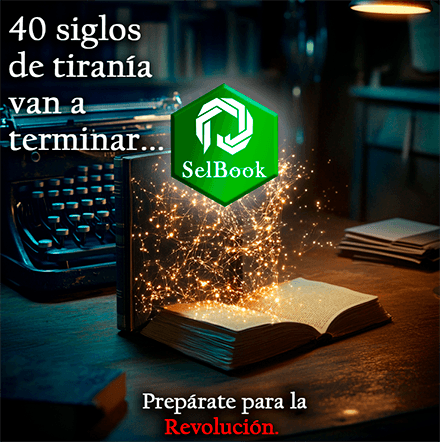 40 siglos
de tiranía
van a
terminar...
SelBook
Prepárate para la
Revolución.